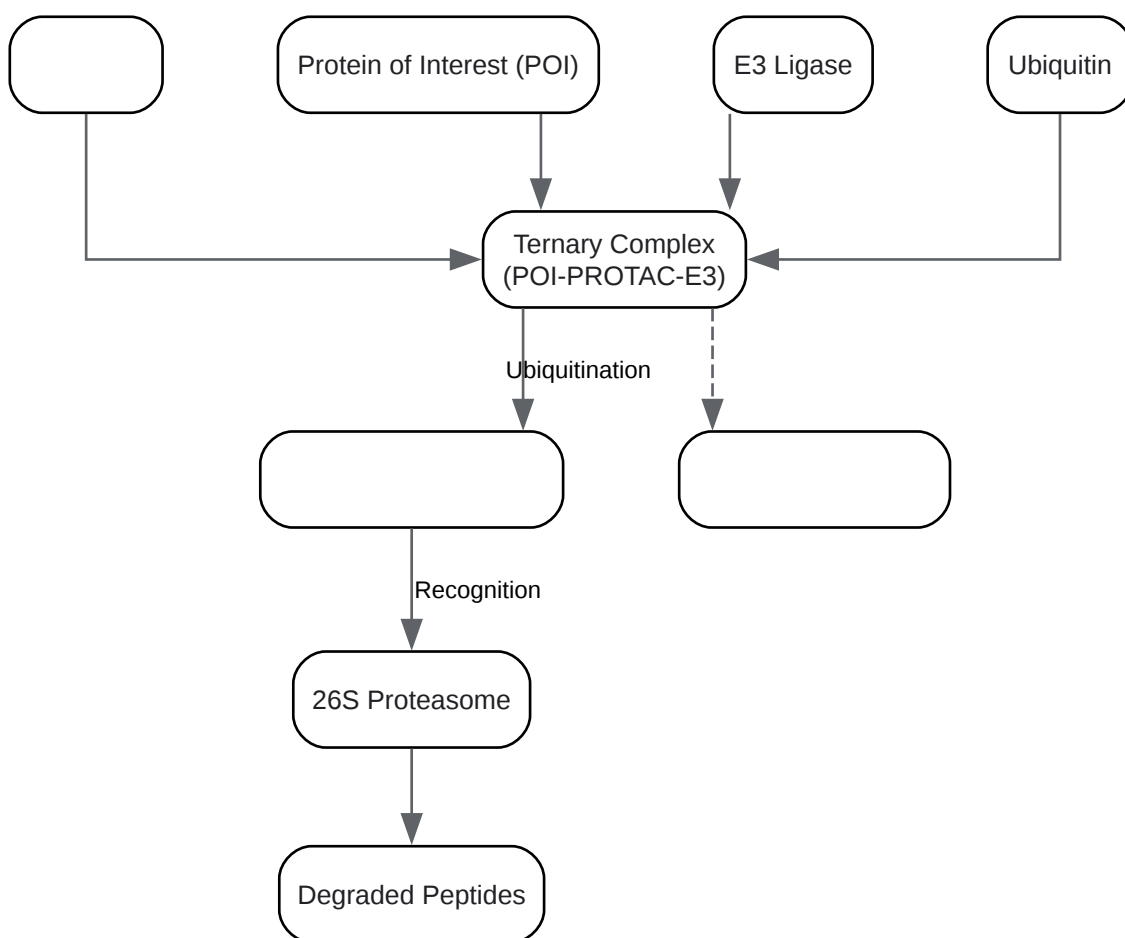 Protein of Interest (POI)
E3 Ligase
Ubiquitin
Ternary Complex
(POI-PROTAC-E3)
Ubiquitination
Recognition
26S Proteasome
Degraded Peptides